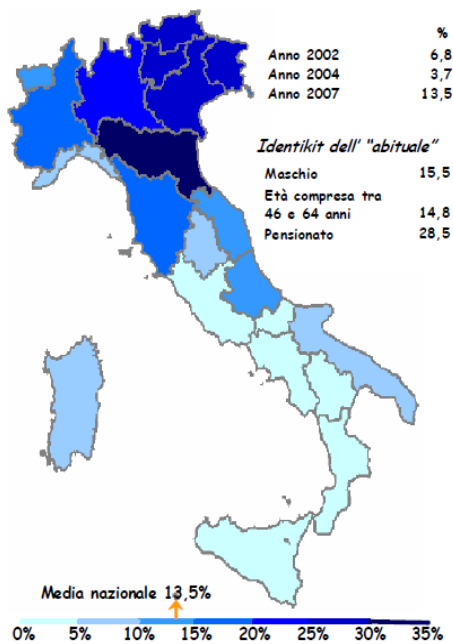 %
Anno 2002 6,8
Anno 2004 3,7
Anno 2007 13,5
Identikit dell' "abituale"
Maschio 15,5
Età compresa tra
46 e 64 anni 14,8
Pensionato 28,5
Media nazionale 13,5%
0% 5% 10% 15% 20% 25% 30% 35%